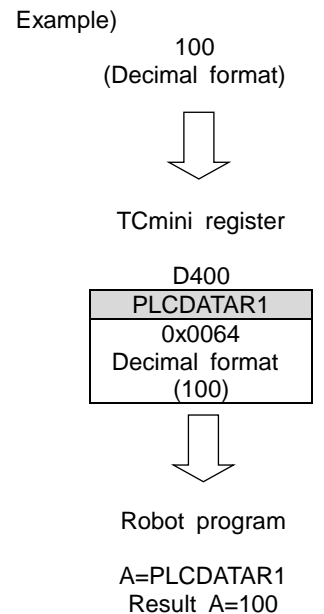 Example)
100
(Decimal format)
TCmini register
D400
PLCDATAR1
0x0064
Decimal format
(100)
Robot program
A=PLCDATAR1
Result A=100